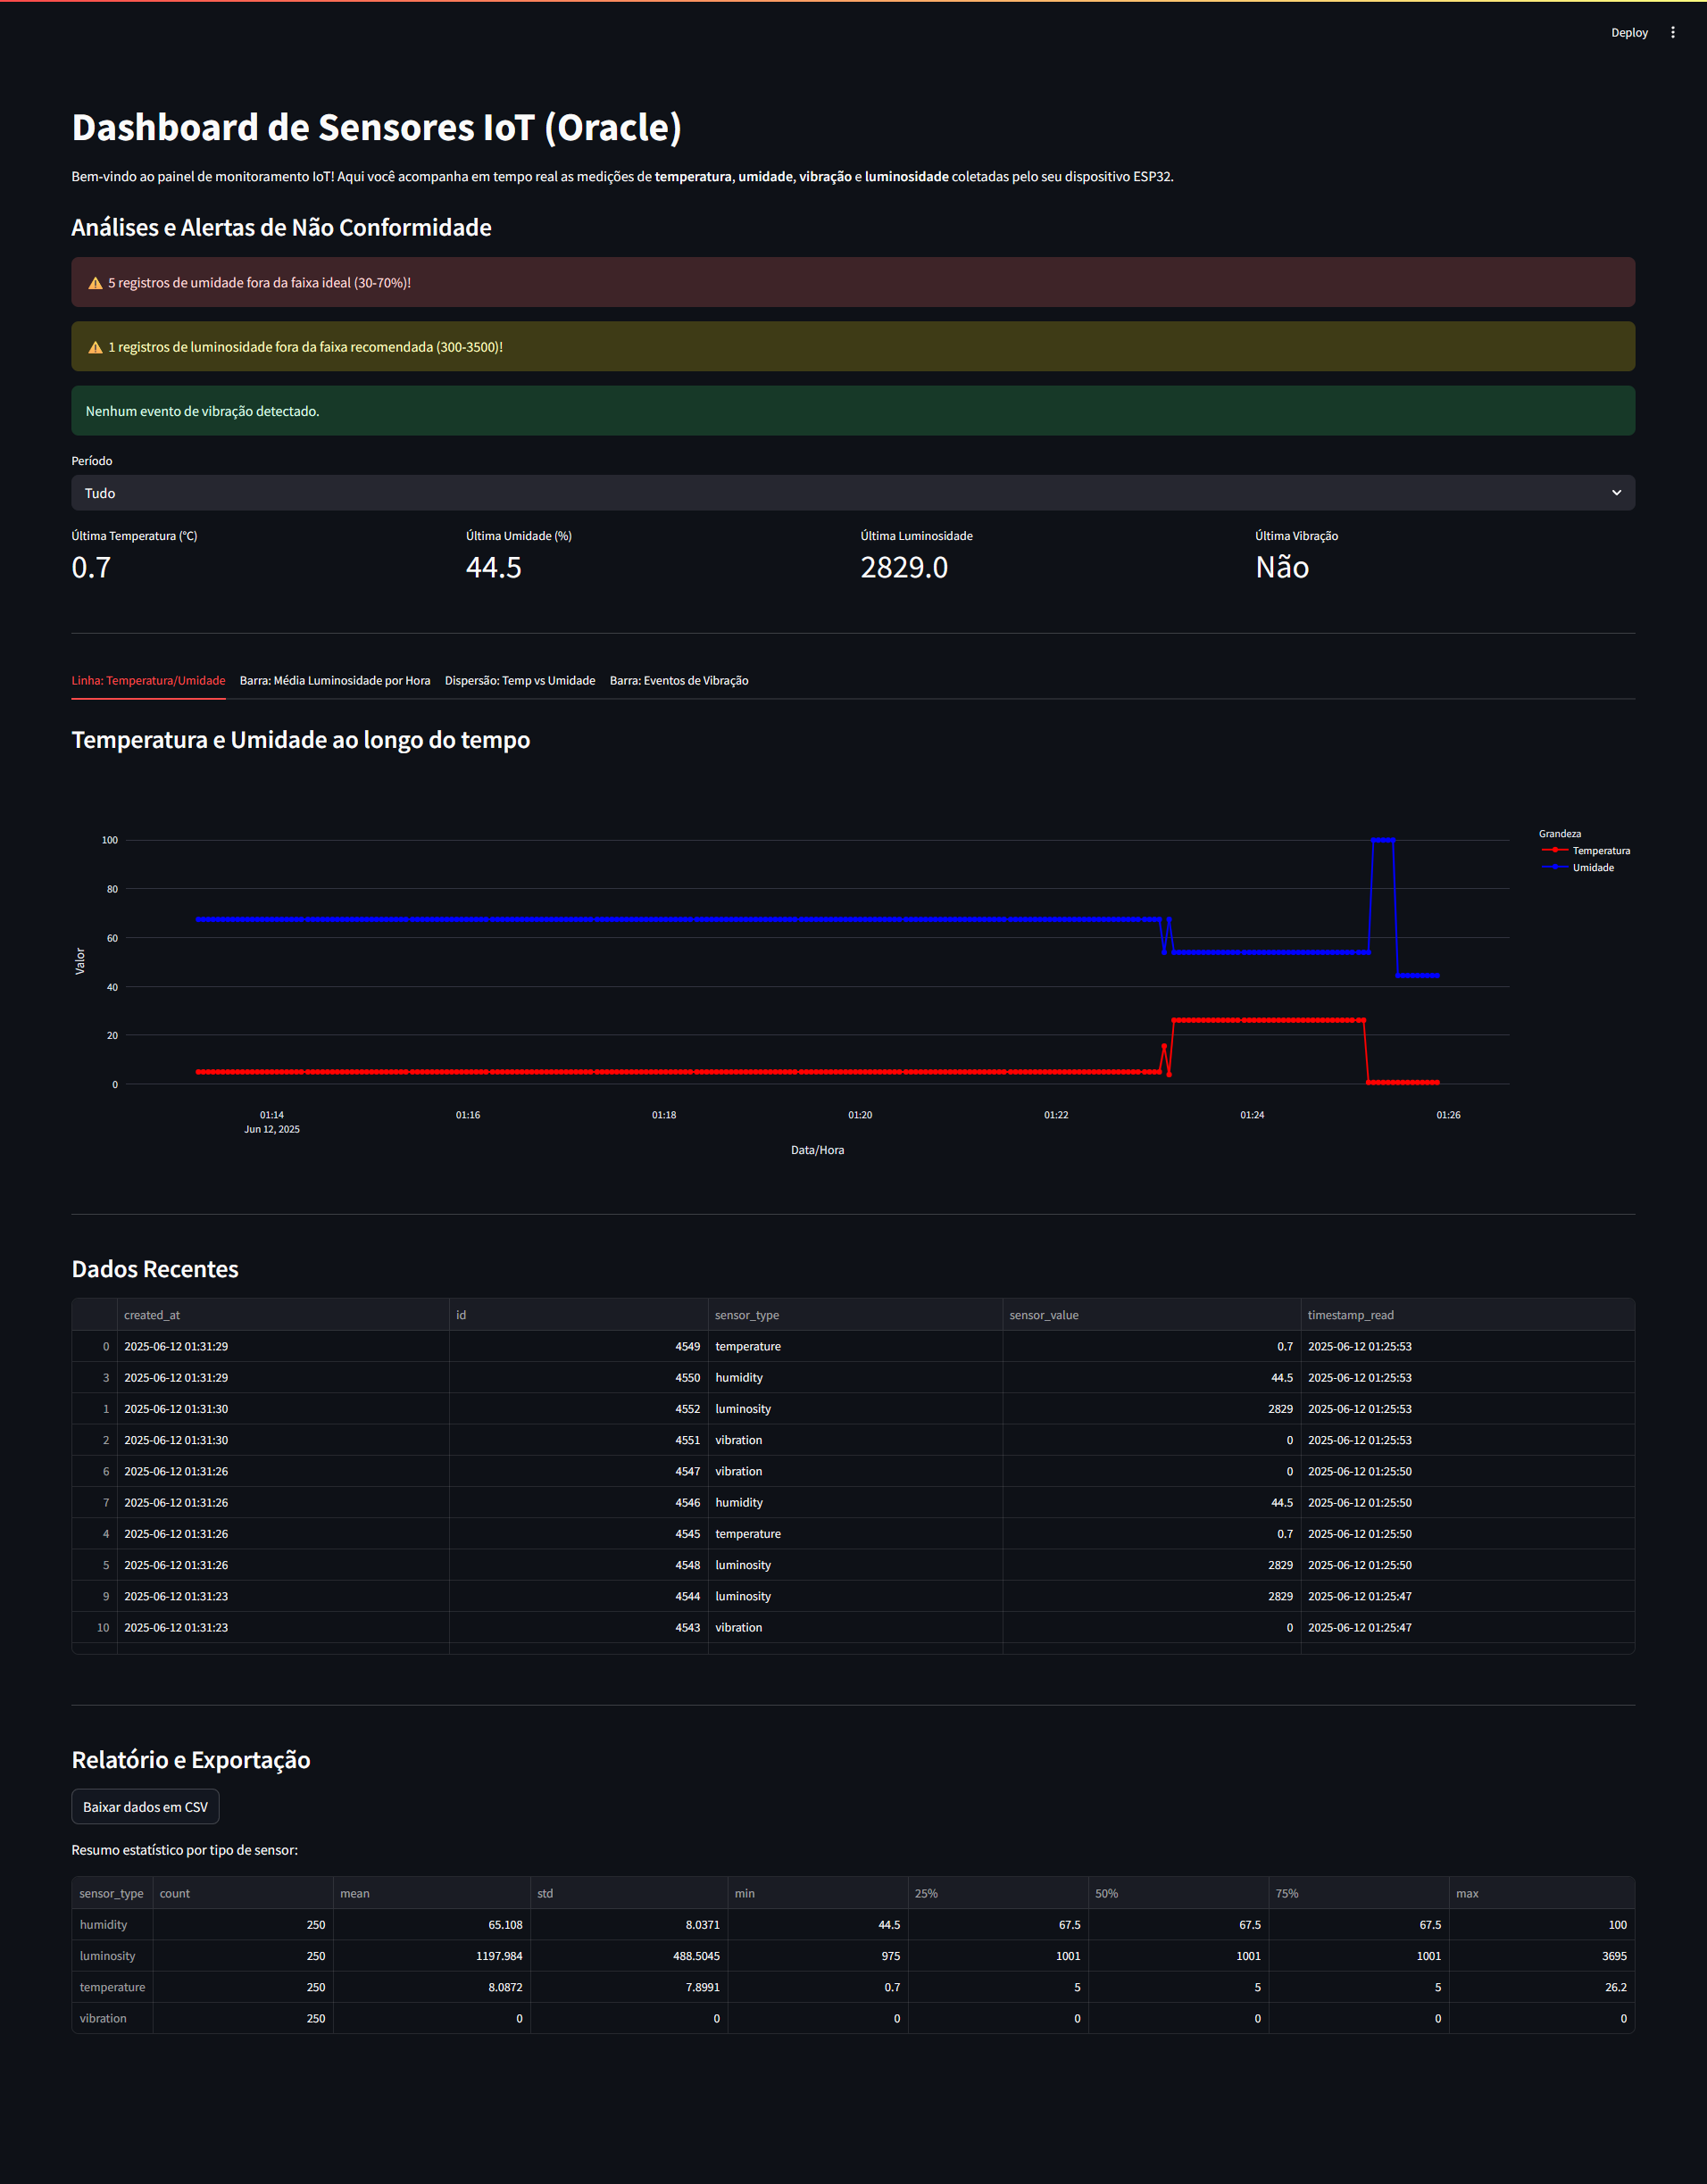 Deploy
Dashboard de Sensores IoT (Oracle)
Bem-vindo ao painel de monitoramento IoT! Aqui você acompanha em tempo real as medições de temperatura, umidade, vibração e luminosidade coletadas pelo seu dispositivo ESP32.
Análises e Alertas de Não Conformidade
⚠️ 5 registros de umidade fora da faixa ideal (30-70%)!
⚠️ 1 registros de luminosidade fora da faixa recomendada (300-3500)!
Nenhum evento de vibração detectado.
Período
Tudo
Última Temperatura (°C) Última Umidade (%) Última Luminosidade Última Vibração
0.7 44.5 2829.0 Não
Linha: Temperatura/Umidade Barra: Média Luminosidade por Hora Dispersão: Temp vs Umidade Barra: Eventos de Vibração
Temperatura e Umidade ao longo do tempo
Grandeza
Temperatura
Umidade
100
80
60
40
20
0
Valor
01:14 01:16 01:18 01:20 01:22 01:24 01:26
Jun 12, 2025
Data/Hora
Dados Recentes
created_at id sensor_type sensor_value timestamp_read
0 2025-06-12 01:31:29 4549 temperature 0.7 2025-06-12 01:25:53
3 2025-06-12 01:31:29 4550 humidity 44.5 2025-06-12 01:25:53
1 2025-06-12 01:31:30 4552 luminosity 2829 2025-06-12 01:25:53
2 2025-06-12 01:31:30 4551 vibration 0 2025-06-12 01:25:53
6 2025-06-12 01:31:26 4547 vibration 0 2025-06-12 01:25:50
7 2025-06-12 01:31:26 4546 humidity 44.5 2025-06-12 01:25:50
4 2025-06-12 01:31:26 4545 temperature 0.7 2025-06-12 01:25:50
5 2025-06-12 01:31:26 4548 luminosity 2829 2025-06-12 01:25:50
9 2025-06-12 01:31:23 4544 luminosity 2829 2025-06-12 01:25:47
10 2025-06-12 01:31:23 4543 vibration 0 2025-06-12 01:25:47
Relatório e Exportação
Baixar dados em CSV
Resumo estatístico por tipo de sensor:
sensor_type count mean std min 25% 50% 75% max
humidity 250 65.108 8.0371 44.5 67.5 67.5 67.5 100
luminosity 250 1197.984 488.5045 975 1001 1001 1001 3695
temperature 250 8.0872 7.8991 0.7 5 5 5 26.2
vibration 250 0 0 0 0 0 0 0